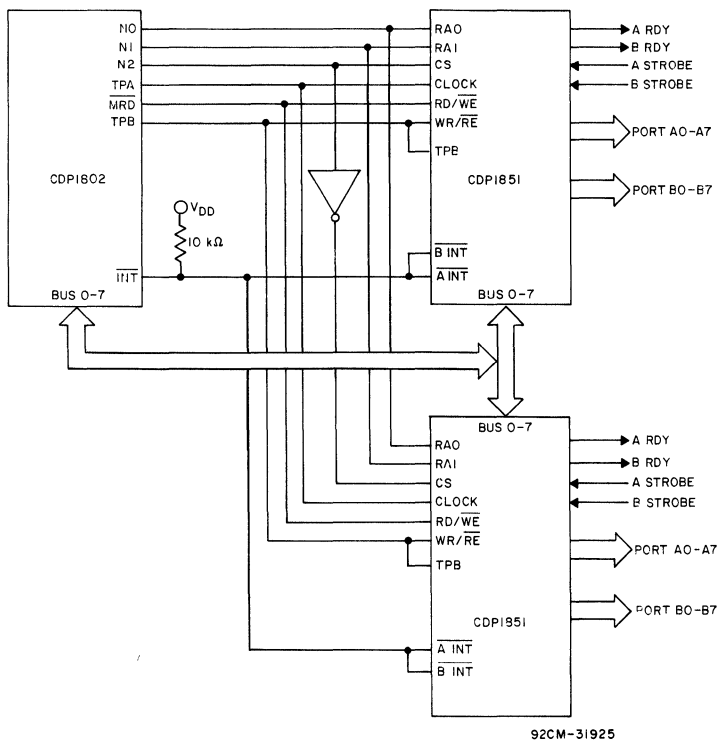 N0
N1
N2
TPA
MRD
TPB
CDP1802
VDD
10 kΩ
INT
BUS 0-7
RA0
RA1
CS
CLOCK
RD/WE
WR/RE
TPB
CDP1851
B INT
A INT
BUS 0-7
A RDY
B RDY
A STROBE
B STROBE
PORT A0-A7
PORT B0-B7
BUS 0-7
RA0
RA1
CS
CLOCK
RD/WE
WR/RE
TPB
CDP1851
A INT
B INT
A RDY
B RDY
A STROBE
B STROBE
PORT A0-A7
PORT B0-B7
92CM-31925